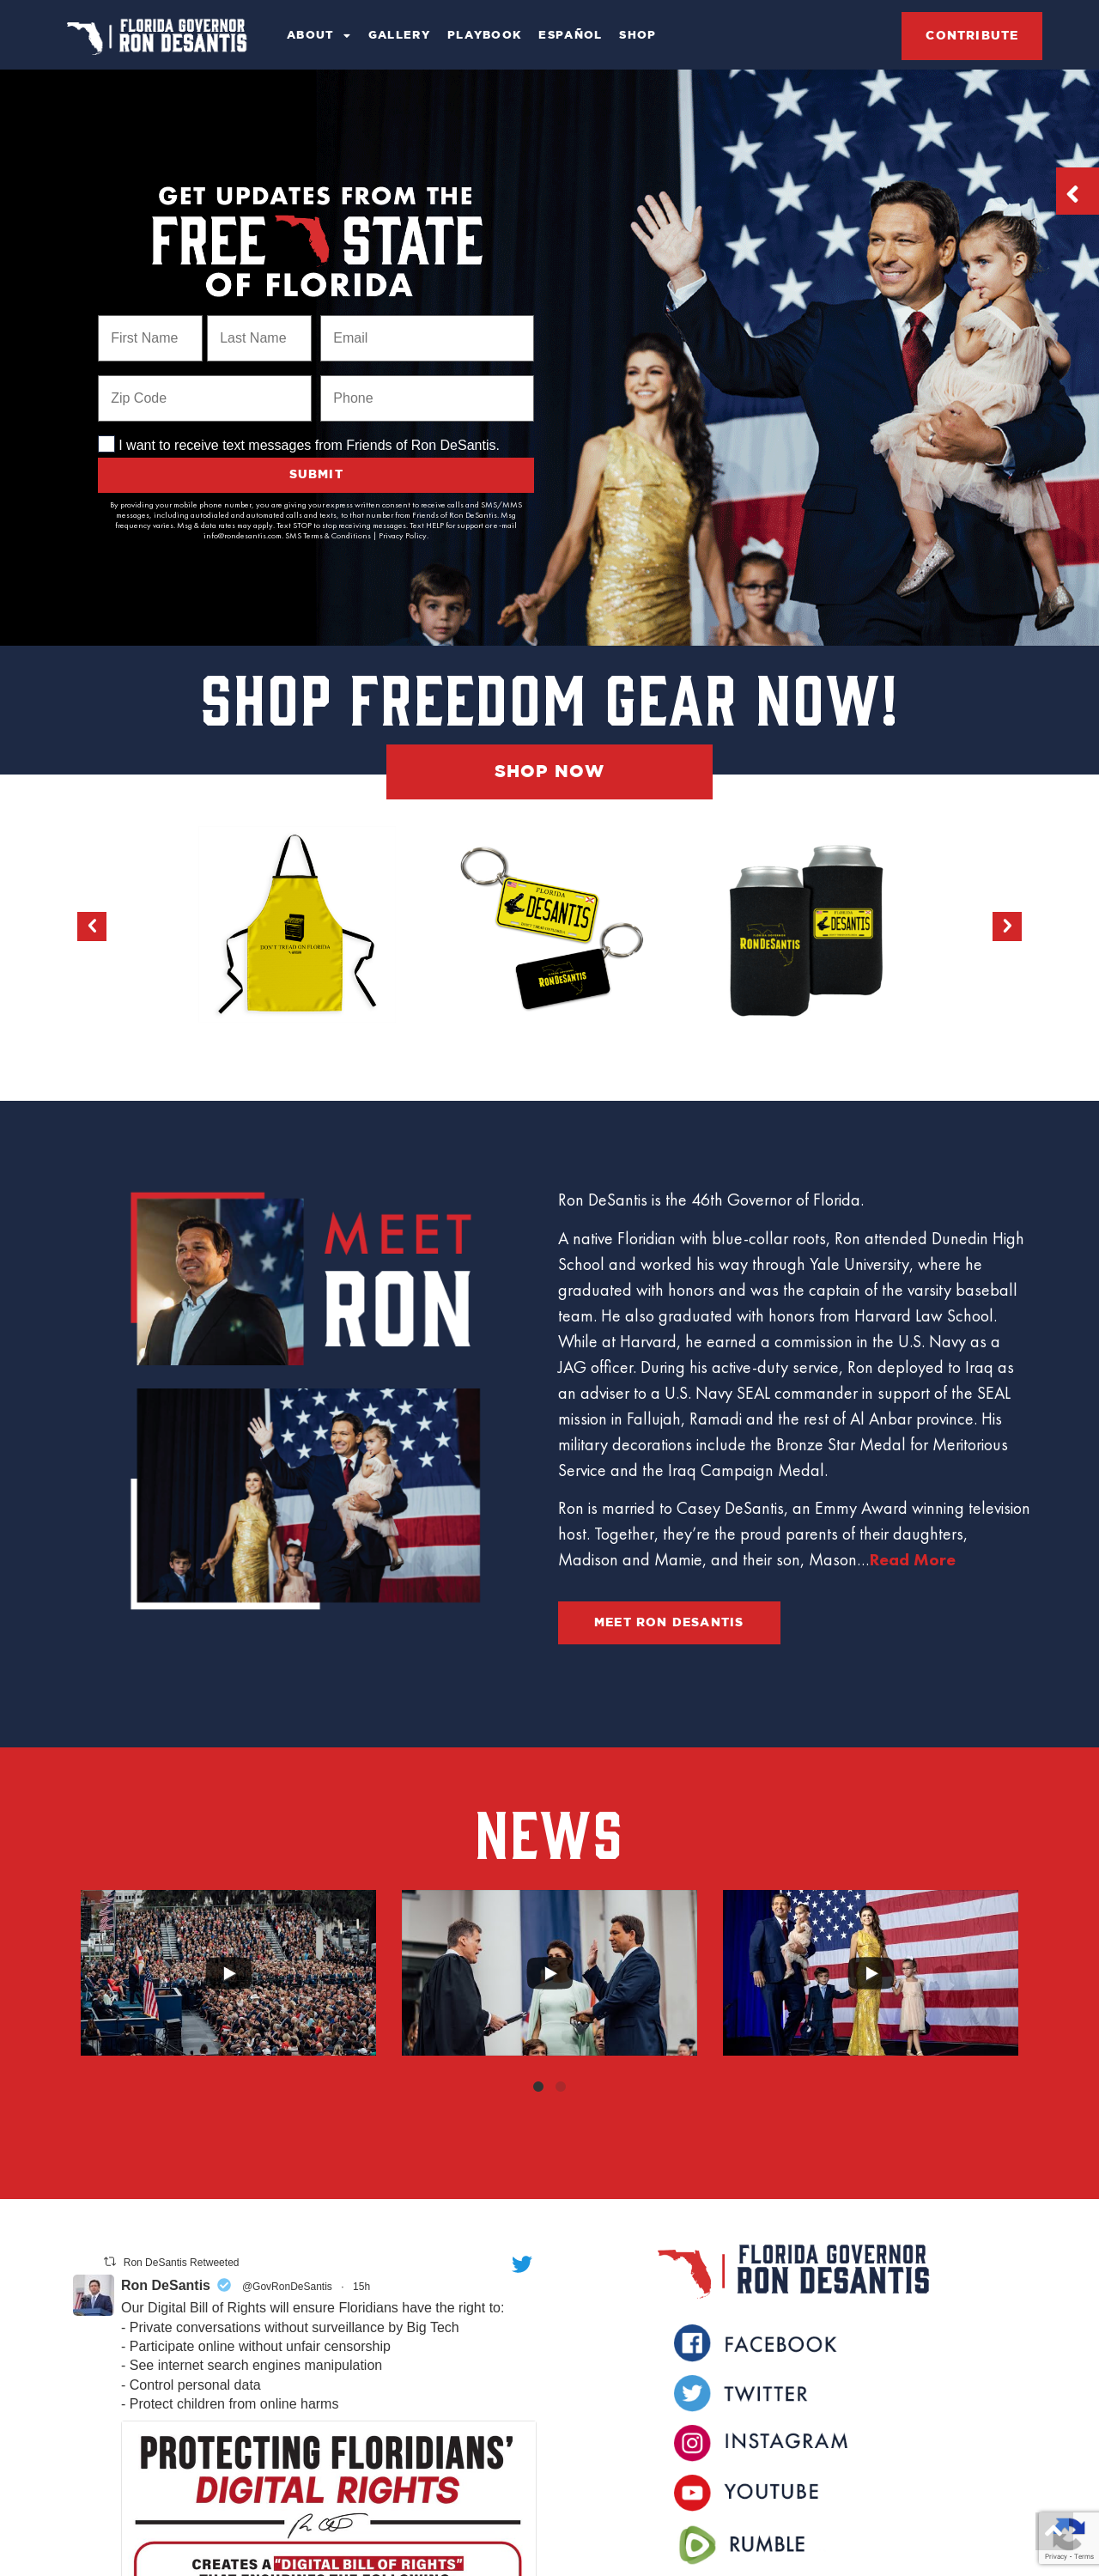 FLORIDA GOVERNOR
RON DESANTIS
ABOUT GALLERY PLAYBOOK ESPAÑOL SHOP
CONTRIBUTE
GET UPDATES FROM THE
FREE STATE
OF FLORIDA
First Name Last Name Email
Zip Code Phone
I want to receive text messages from Friends of Ron DeSantis.
SUBMIT
By providing your mobile phone number, you are giving your express written consent to receive calls and SMS/MMS
messages, including autodialed and automated calls and texts, to that number from Friends of Ron DeSantis. Msg
frequency varies. Msg & data rates may apply. Text STOP to stop receiving messages. Text HELP for support or e-mail
info@rondesantis.com. SMS Terms & Conditions | Privacy Policy.
SHOP FREEDOM GEAR NOW!
SHOP NOW
DON'T TREAD ON FLORIDA
FLORIDA
DESANTIS
RON DESANTIS
FLORIDA GOVERNOR
RON DESANTIS
FLORIDA
DESANTIS
MEET
RON
Ron DeSantis is the 46th Governor of Florida.
A native Floridian with blue-collar roots, Ron attended Dunedin High
School and worked his way through Yale University, where he
graduated with honors and was the captain of the varsity baseball
team. He also graduated with honors from Harvard Law School.
While at Harvard, he earned a commission in the U.S. Navy as a
JAG officer. During his active-duty service, Ron deployed to Iraq as
an adviser to a U.S. Navy SEAL commander in support of the SEAL
mission in Fallujah, Ramadi and the rest of Al Anbar province. His
military decorations include the Bronze Star Medal for Meritorious
Service and the Iraq Campaign Medal.
Ron is married to Casey DeSantis, an Emmy Award winning television
host. Together, they're the proud parents of their daughters,
Madison and Mamie, and their son, Mason...Read More
MEET RON DESANTIS
NEWS
Ron DeSantis Retweeted
Ron DeSantis @GovRonDeSantis · 15h
Our Digital Bill of Rights will ensure Floridians have the right to:
- Private conversations without surveillance by Big Tech
- Participate online without unfair censorship
- See internet search engines manipulation
- Control personal data
- Protect children from online harms
PROTECTING FLORIDIANS'
DIGITAL RIGHTS
CREATES A "DIGITAL BILL OF RIGHTS"
THAT ENSHRINES THE FOLLOWING
FLORIDA GOVERNOR
RON DESANTIS
FACEBOOK
TWITTER
INSTAGRAM
YOUTUBE
RUMBLE
Privacy - Terms